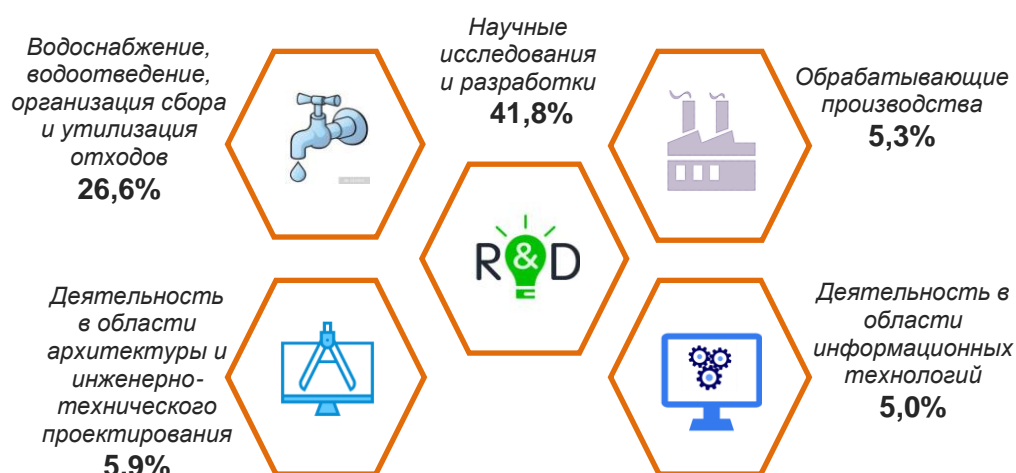 Водоснабжение,
водоотведение,
организация сбора
и утилизация
отходов
26,6%
Научные
исследования
и разработки
41,8%
Обрабатывающие
производства
5,3%
R&D
Деятельность
в области
архитектуры и
инженерно-
технического
проектирования
5,9%
Деятельность в
области
информационных
технологий
5,0%